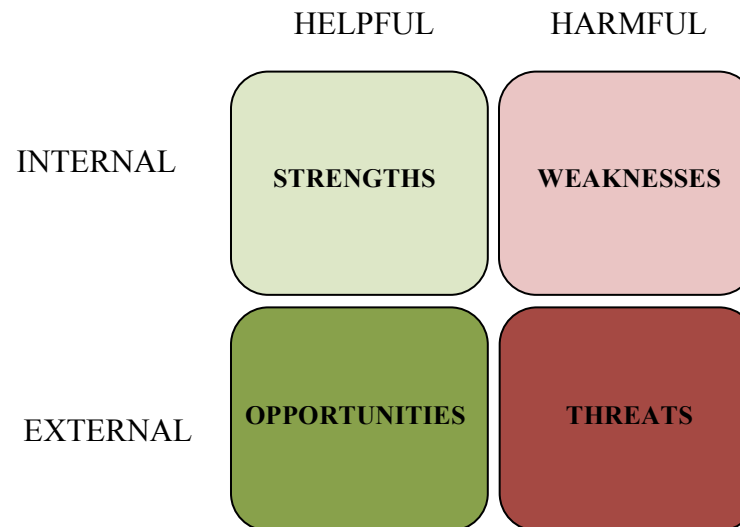 HELPFUL HARMFUL
INTERNAL
STRENGTHS WEAKNESSES
OPPORTUNITIES THREATS
EXTERNAL